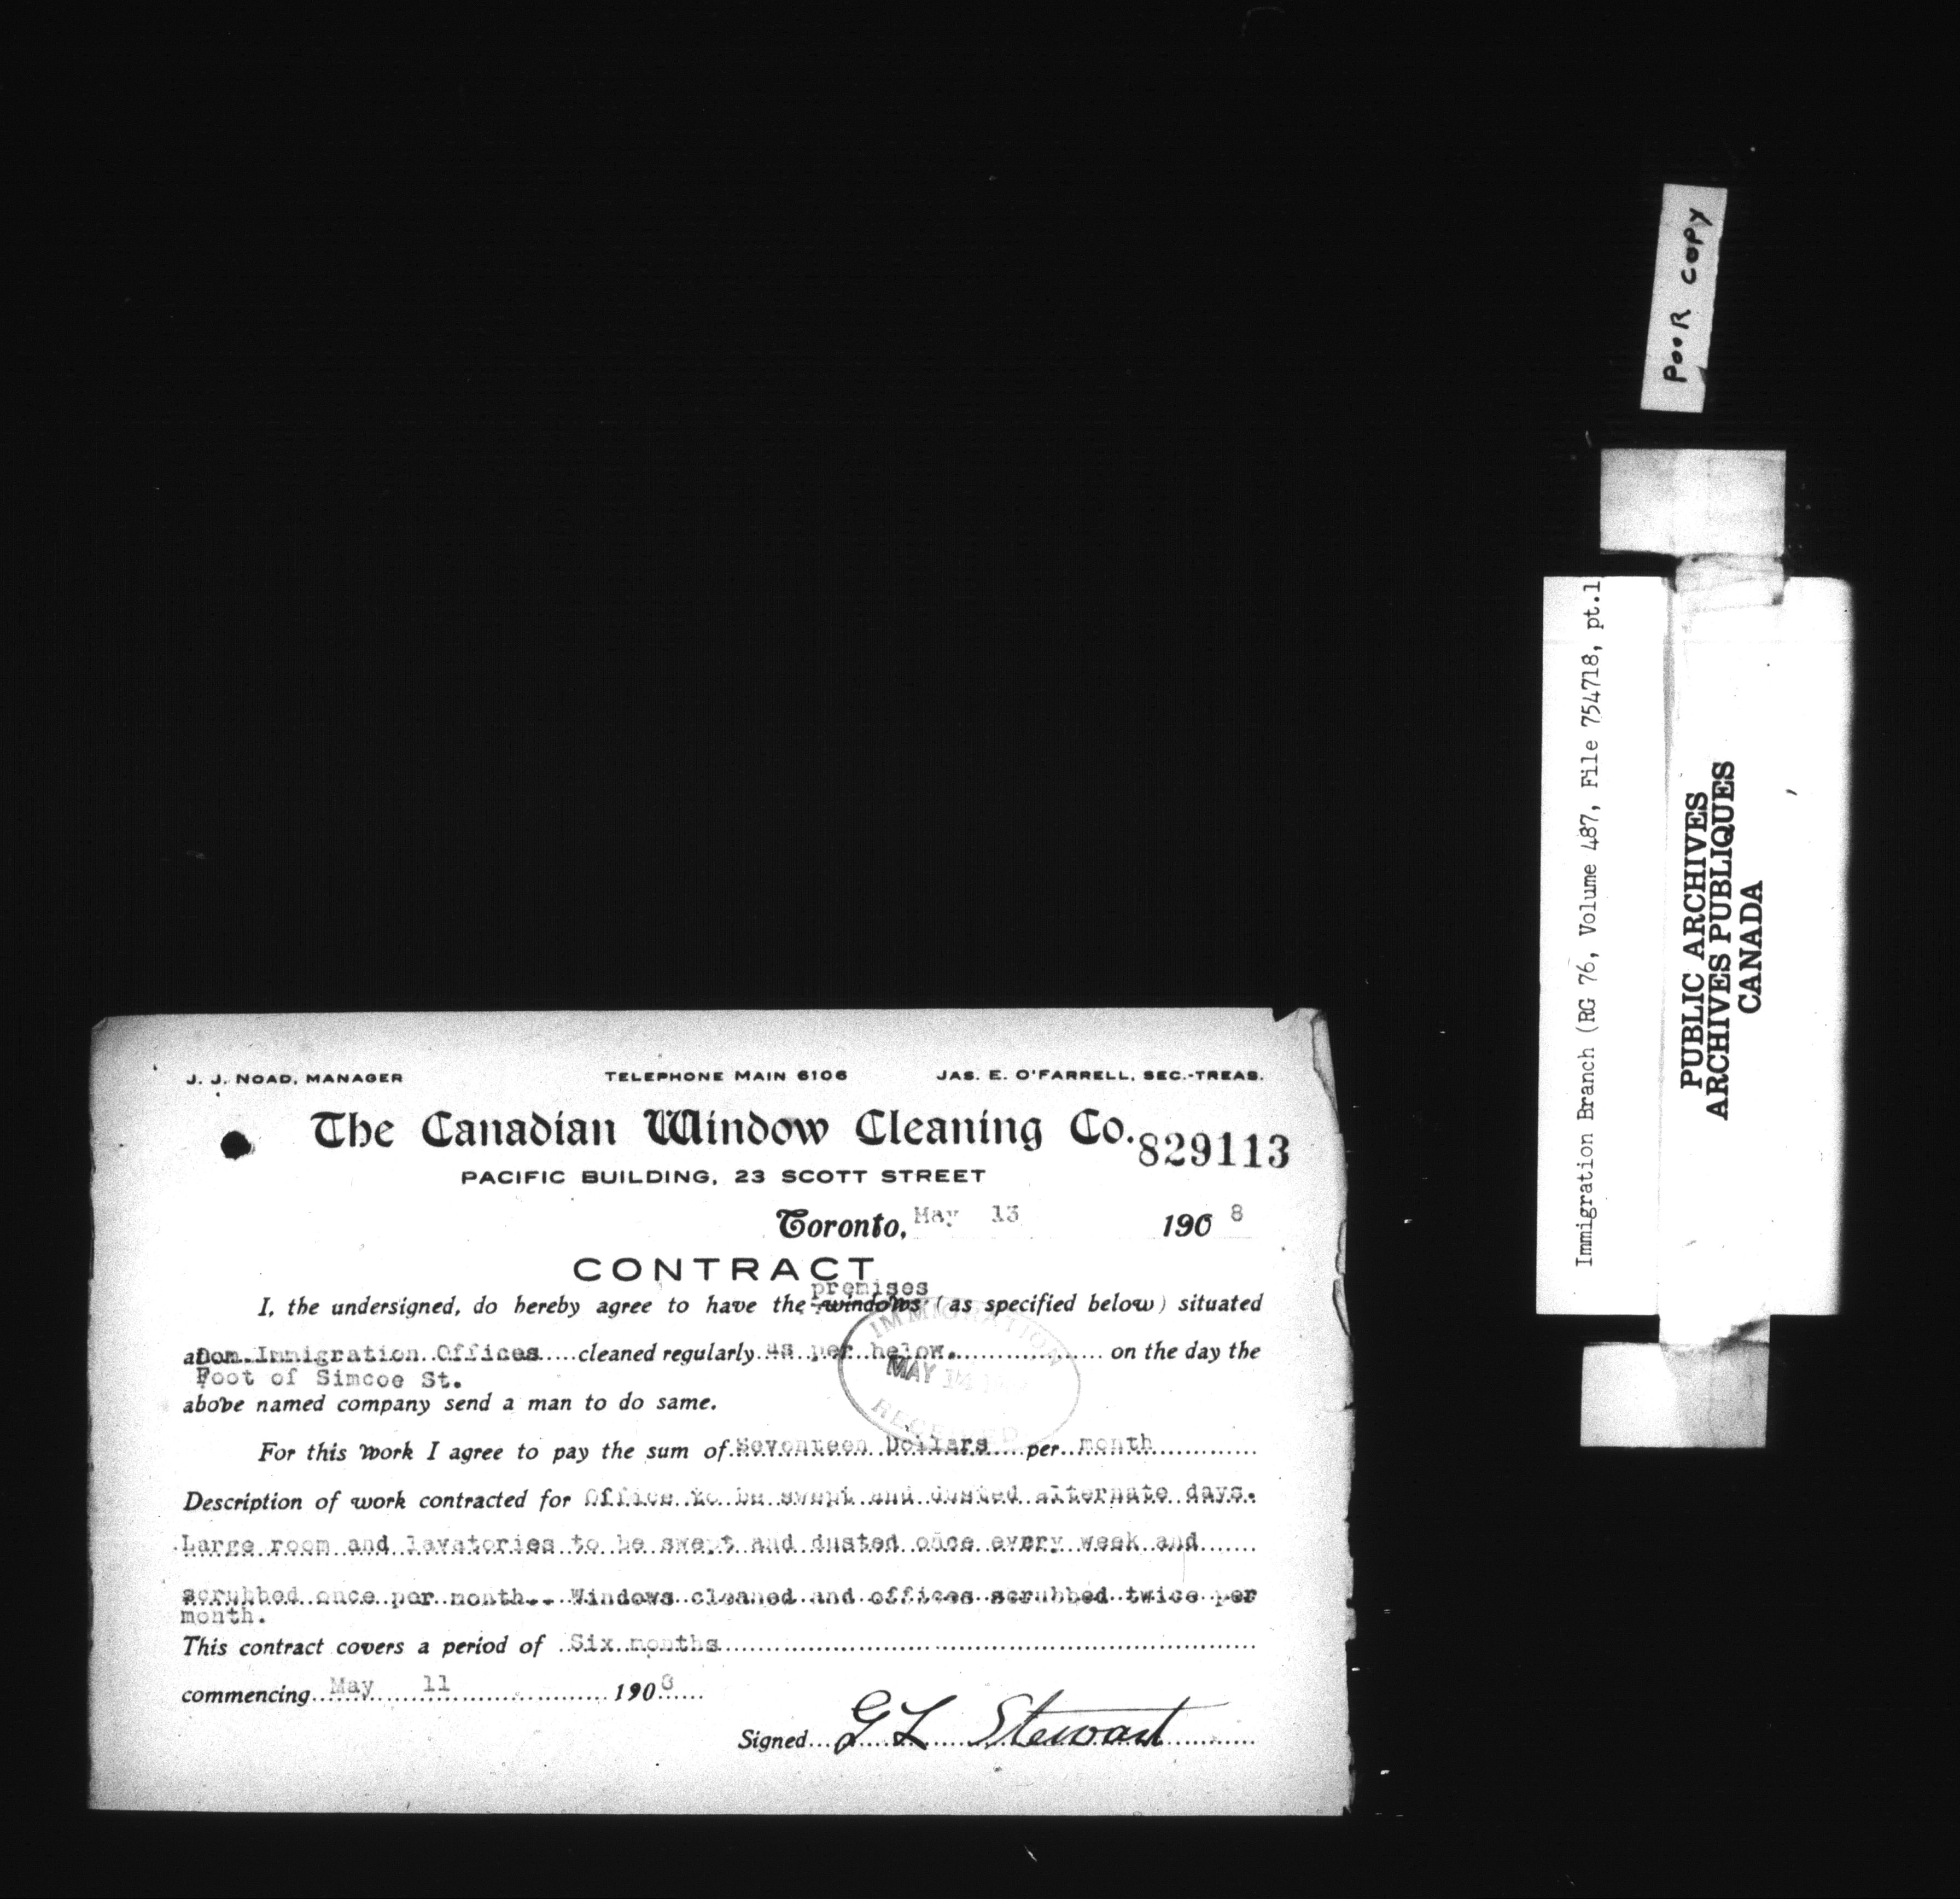 J. J. NOAD, MANAGER TELEPHONE MAIN 6106 JAS. E. O'FARRELL, SEC.-TREAS.
The Canadian Window Cleaning Co.
829113
PACIFIC BUILDING, 23 SCOTT STREET
Toronto, May 13 1908
CONTRACT
premises
I, the undersigned, do hereby agree to have the windows (as specified below) situated
at Dom. Immigration Offices cleaned regularly as per below. on the day the
Foot of Simcoe St.
above named company send a man to do same.
IMMIGRATION
MAY 14
RECEIVED
For this work I agree to pay the sum of Seventeen Dollars per month
Description of work contracted for Office to be swept and dusted alternate days.
Large room and lavatories to be swept and dusted once every week and
scrubbed once per month. Windows cleaned and offices scrubbed twice per
month.
This contract covers a period of Six months
commencing May 11 1908
Signed G L Stewart
POOR COPY
Immigration Branch (RG 76, Volume 487, File 754718, pt.1
PUBLIC ARCHIVES
ARCHIVES PUBLIQUES
CANADA